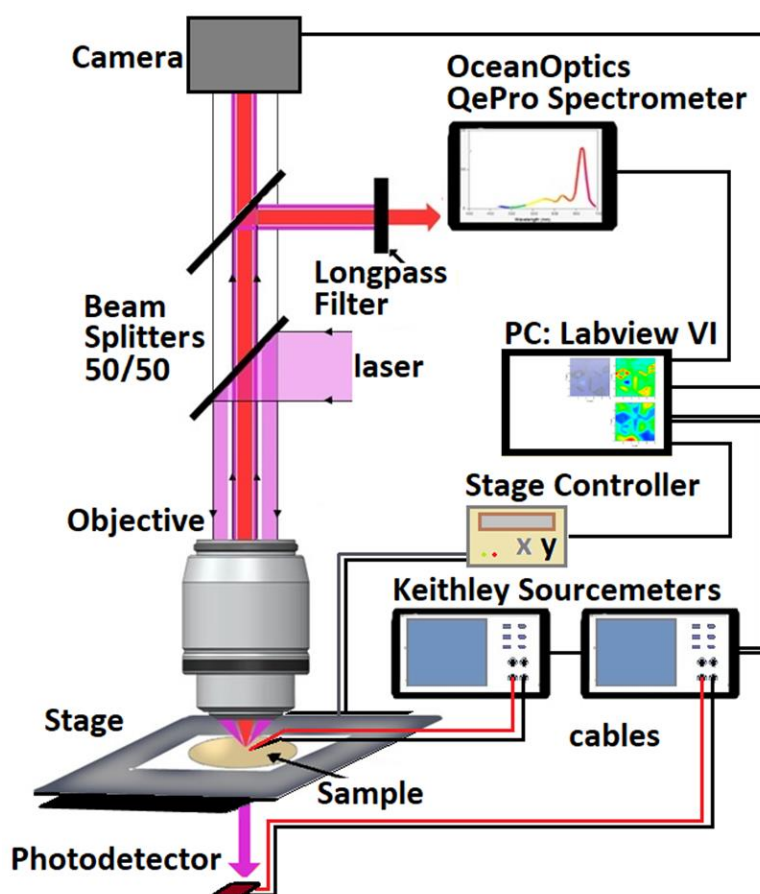 Camera
OceanOptics
QePro Spectrometer
Longpass
Filter
Beam
Splitters
50/50
laser
PC: Labview VI
Stage Controller
x y
Objective
Keithley Sourcemeters
Stage
cables
Sample
Photodetector